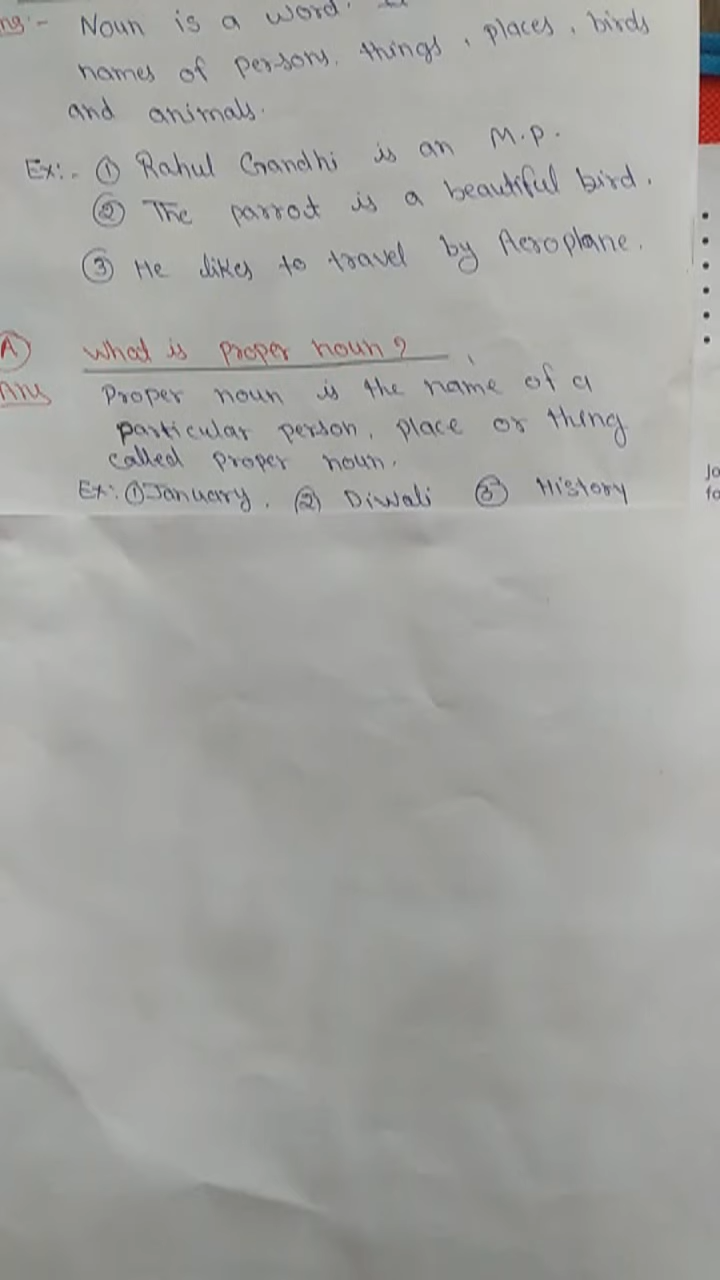 ns:- Noun is a word
names of persons, things, places, birds
and animals.
Ex:- ① Rahul Gandhi is an M.P.
② The parrot is a beautiful bird.
③ He likes to travel by Aeroplane.
A What is proper noun?
Ans Proper noun is the name of a
particular person, place or thing
called proper noun.
Ex: ① January, ② Diwali ③ History